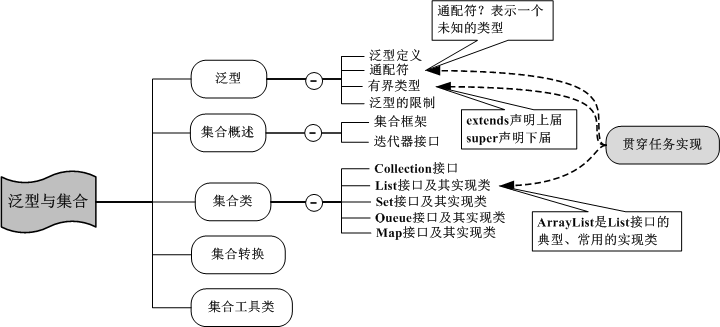 通配符？表示一个
未知的类型
泛型定义
通配符
有界类型
泛型的限制
泛型
extends声明上届
super声明下届
集合框架
迭代器接口
集合概述
贯穿任务实现
泛型与集合
Collection接口
List接口及其实现类
Set接口及其实现类
Queue接口及其实现类
Map接口及其实现类
集合类
ArrayList是List接口的
典型、常用的实现类
集合转换
集合工具类